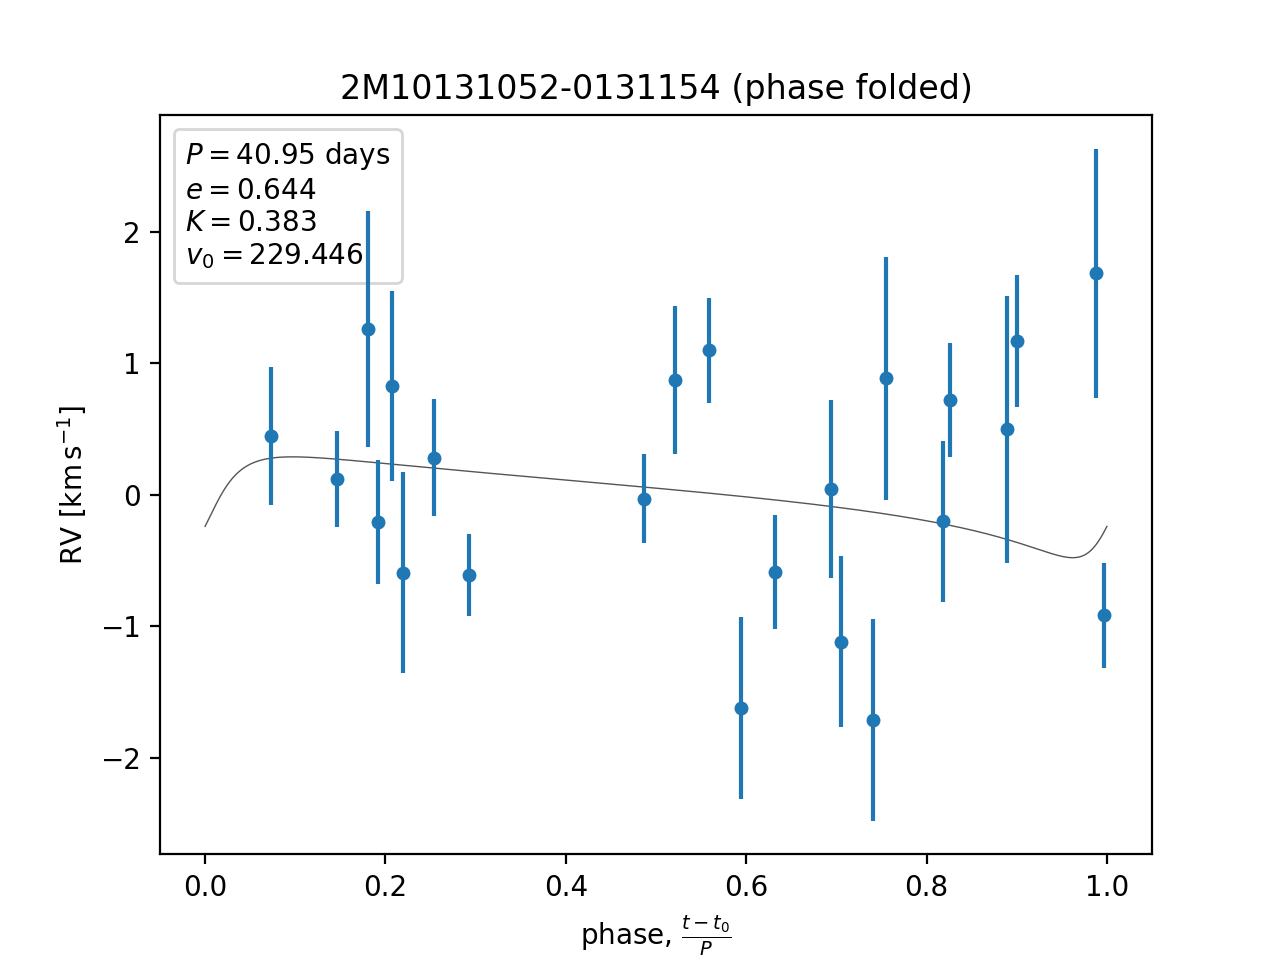 2M10131052-0131154 (phase folded)
P = 40.95 days
e = 0.644
K = 0.383
v₀ = 229.446
RV [km s⁻¹]
2
1
0
−1
−2
0.0 0.2 0.4 0.6 0.8 1.0
phase, (t − t₀)/P